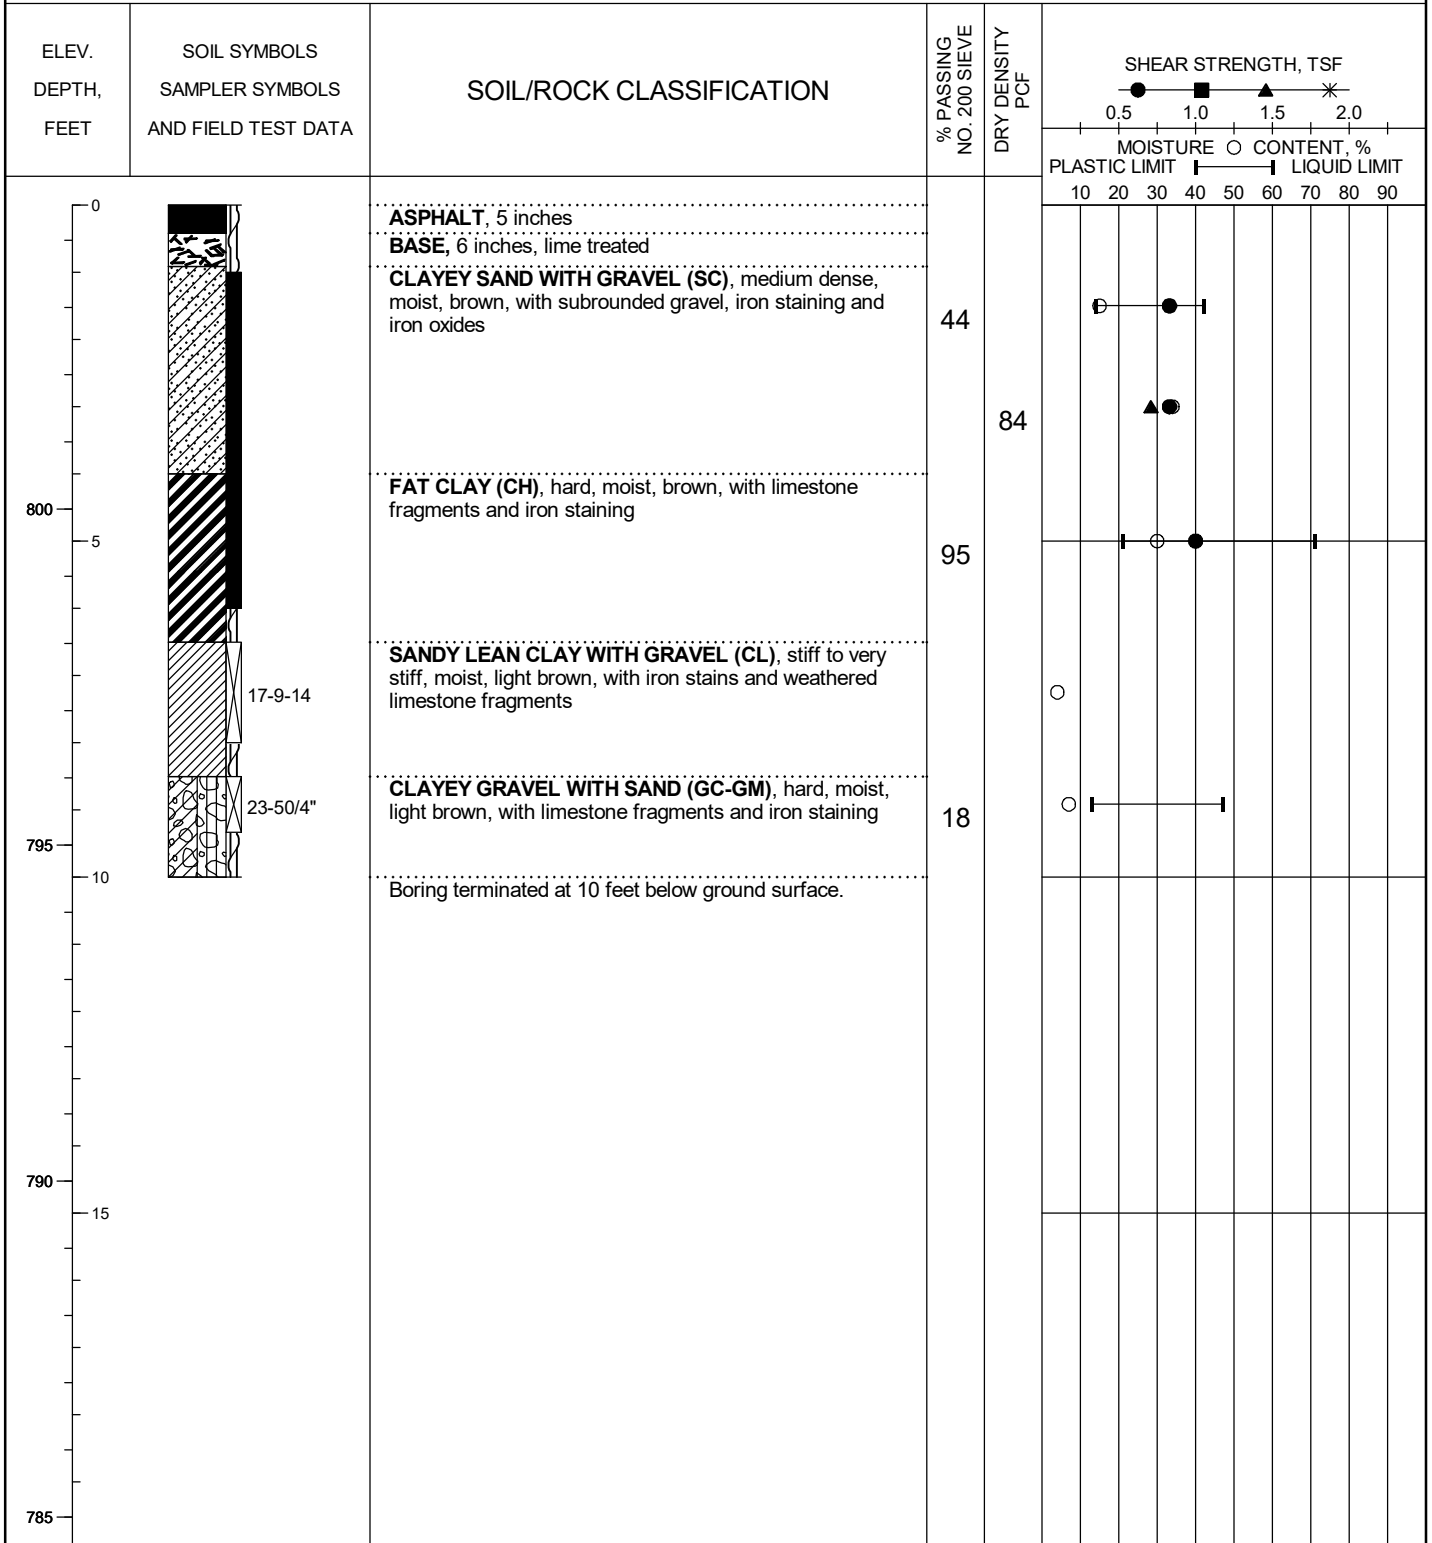 ELEV.
DEPTH,
FEET
SOIL SYMBOLS
SAMPLER SYMBOLS
AND FIELD TEST DATA
SOIL/ROCK CLASSIFICATION
% PASSING
NO. 200 SIEVE
DRY DENSITY
PCF
SHEAR STRENGTH, TSF
0.5 1.0 1.5 2.0
MOISTURE CONTENT, %
PLASTIC LIMIT LIQUID LIMIT
10 20 30 40 50 60 70 80 90
0
ASPHALT, 5 inches
BASE, 6 inches, lime treated
CLAYEY SAND WITH GRAVEL (SC), medium dense,
moist, brown, with subrounded gravel, iron staining and
iron oxides
44
84
FAT CLAY (CH), hard, moist, brown, with limestone
fragments and iron staining
800
5
95
SANDY LEAN CLAY WITH GRAVEL (CL), stiff to very
stiff, moist, light brown, with iron stains and weathered
limestone fragments
17-9-14
CLAYEY GRAVEL WITH SAND (GC-GM), hard, moist,
light brown, with limestone fragments and iron staining
23-50/4"
18
795
10
Boring terminated at 10 feet below ground surface.
790
15
785